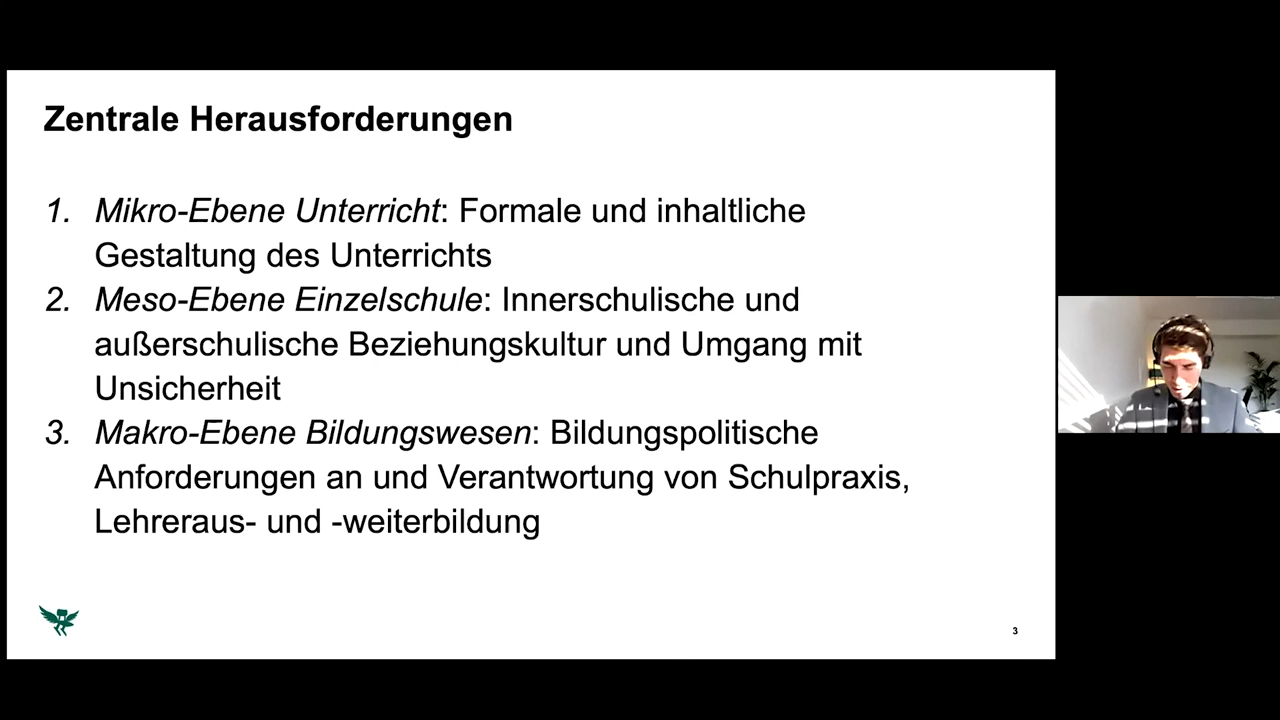 Zentrale Herausforderungen
1. Mikro-Ebene Unterricht: Formale und inhaltliche
Gestaltung des Unterrichts
2. Meso-Ebene Einzelschule: Innerschulische und
außerschulische Beziehungskultur und Umgang mit
Unsicherheit
3. Makro-Ebene Bildungswesen: Bildungspolitische
Anforderungen an und Verantwortung von Schulpraxis,
Lehreraus- und -weiterbildung
3